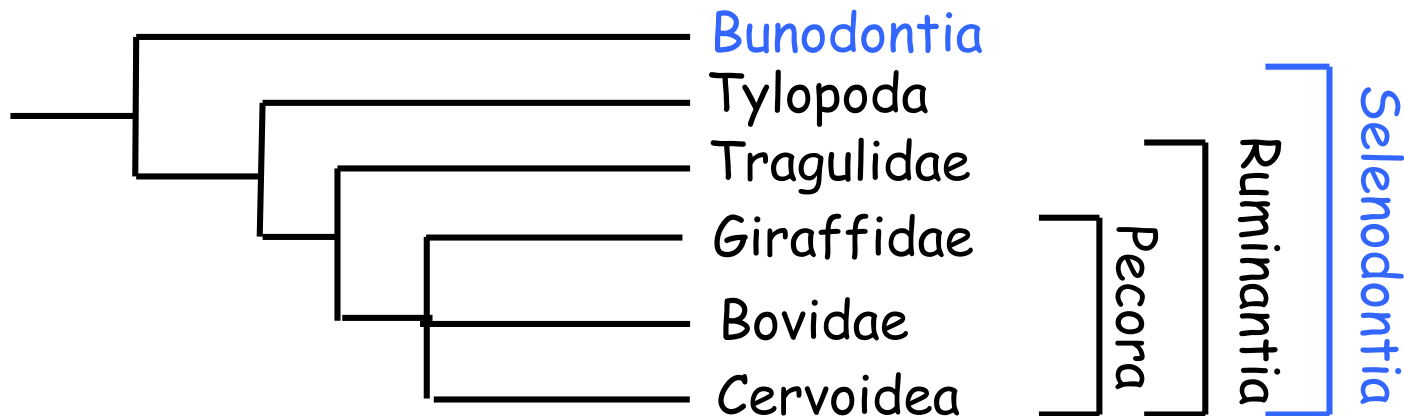 Bunodontia
Tylopoda
Tragulidae
Giraffidae
Bovidae
Cervoidea
Pecora
Ruminantia
Selenodontia